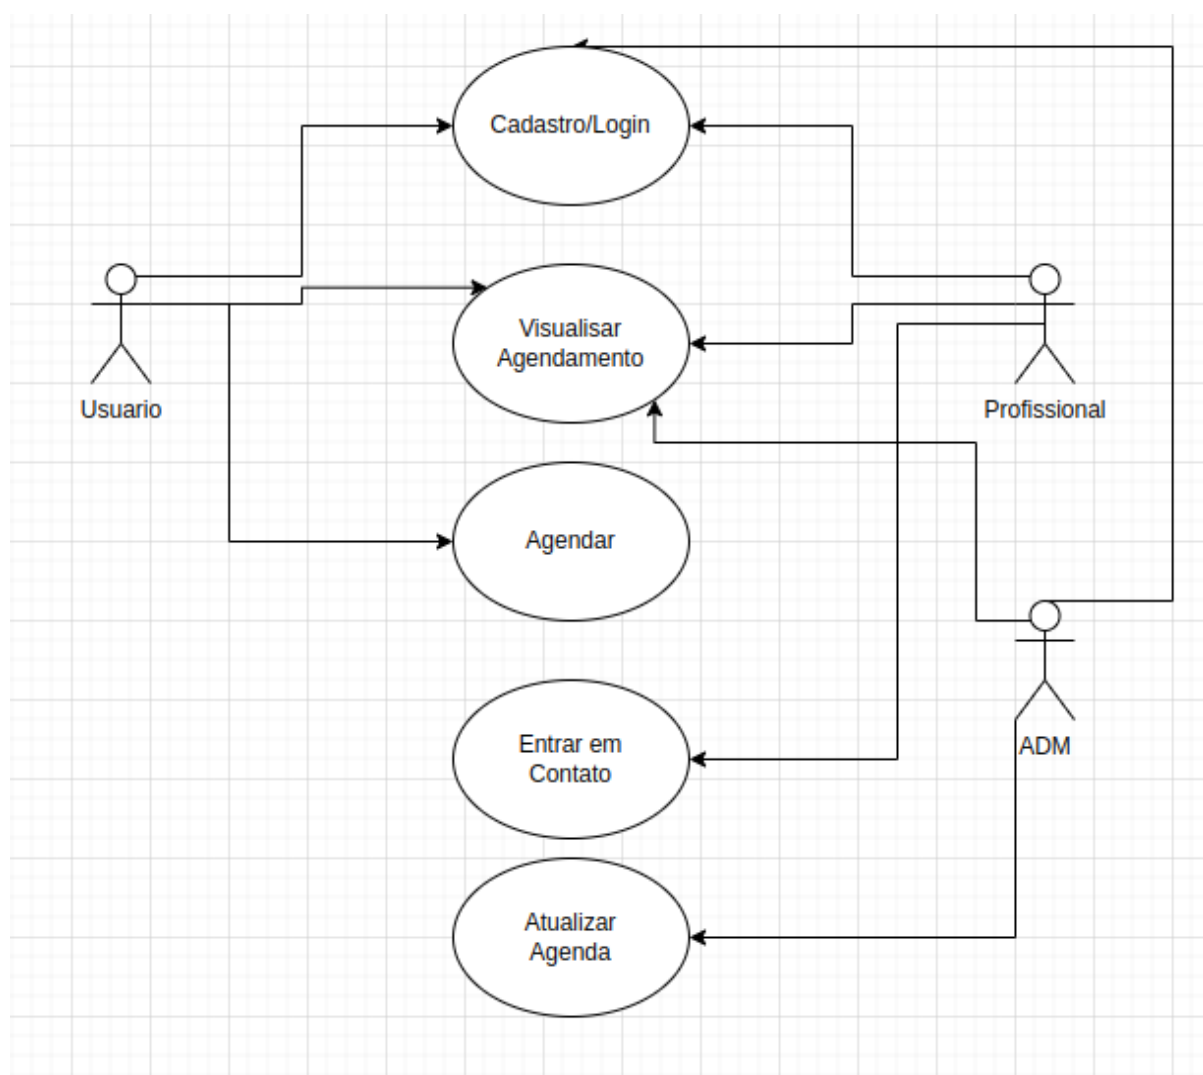 Cadastro/Login
Visualisar
Agendamento
Usuario
Profissional
Agendar
Entrar em
Contato
ADM
Atualizar
Agenda